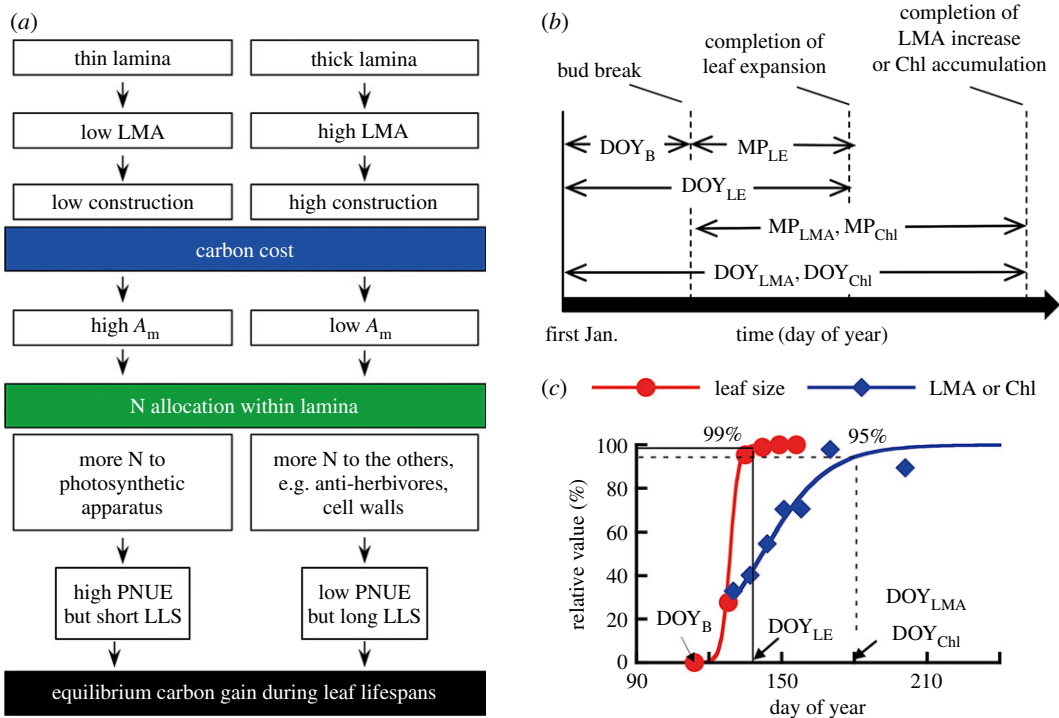 (a)
thin lamina
thick lamina
low LMA
high LMA
low construction
high construction
carbon cost
high Am
low Am
N allocation within lamina
more N to
photosynthetic
apparatus
more N to the others,
e.g. anti-herbivores,
cell walls
high PNUE
but short LLS
low PNUE
but long LLS
equilibrium carbon gain during leaf lifespans
(b)
bud break
completion of
leaf expansion
completion of
LMA increase
or Chl accumulation
DOYB
MPLE
DOYLE
MPLMA, MPChl
DOYLMA, DOYChl
first Jan.
time (day of year)
(c)
leaf size
LMA or Chl
relative value (%)
100
80
60
40
20
0
99%
95%
DOYB
DOYLE
DOYLMA
DOYChl
90
150
210
day of year